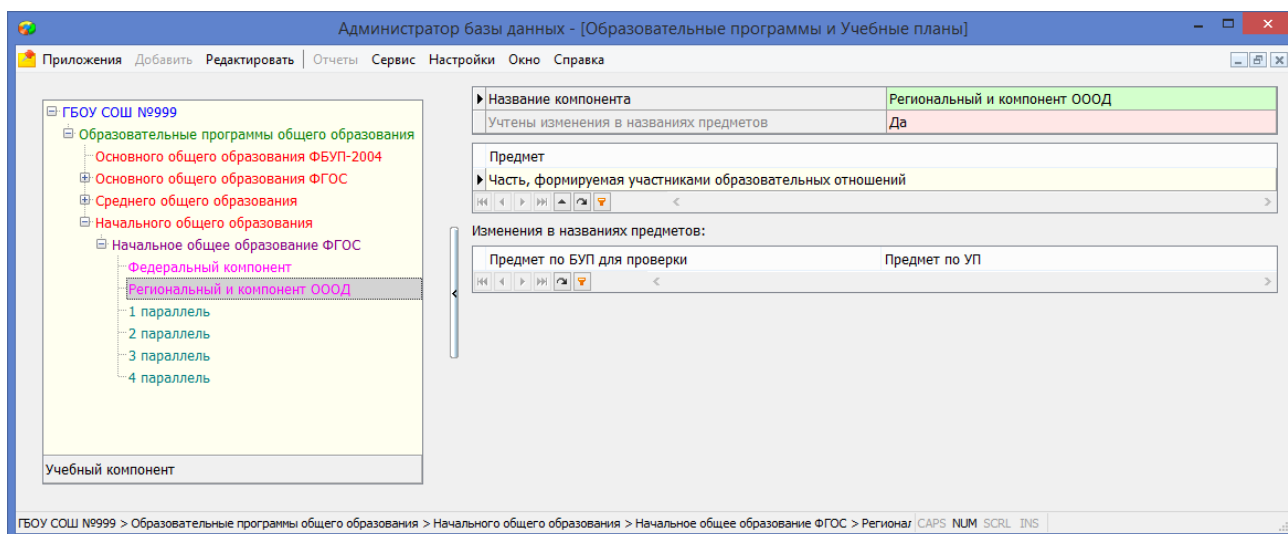 Администратор базы данных - [Образовательные программы и Учебные планы]
Приложения Добавить Редактировать Отчеты Сервис Настройки Окно Справка
ГБОУ СОШ №999
Образовательные программы общего образования
Основного общего образования ФБУП-2004
Основного общего образования ФГОС
Среднего общего образования
Начального общего образования
Начальное общее образование ФГОС
Федеральный компонент
Региональный и компонент ОООД
1 параллель
2 параллель
3 параллель
4 параллель
Учебный компонент
Название компонента Региональный и компонент ОООД
Учтены изменения в названиях предметов Да
Предмет
Часть, формируемая участниками образовательных отношений
Изменения в названиях предметов:
Предмет по БУП для проверки Предмет по УП
ГБОУ СОШ №999 > Образовательные программы общего образования > Начального общего образования > Начальное общее образование ФГОС > Регионал CAPS NUM SCRL INS